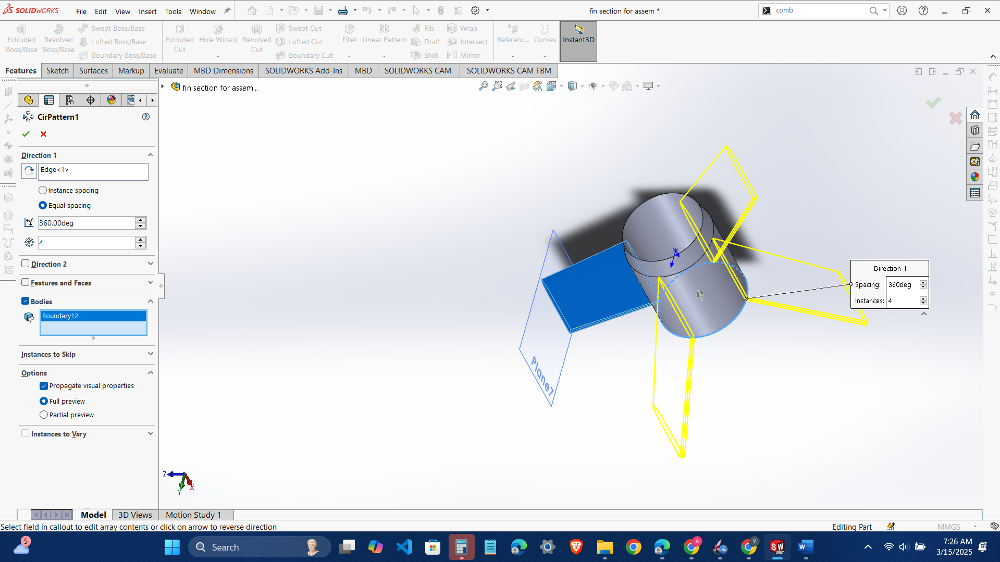 SOLIDWORKS File Edit View Insert Tools Window fin section for assem * comb
Extruded Boss/Base
Revolved Boss/Base
Swept Boss/Base
Lofted Boss/Base
Boundary Boss/Base
Extruded Cut
Hole Wizard
Revolved Cut
Swept Cut
Lofted Cut
Boundary Cut
Fillet
Linear Pattern
Rib
Draft
Shell
Wrap
Intersect
Mirror
Referenc...
Curves
Instant3D
Features Sketch Surfaces Markup Evaluate MBD Dimensions SOLIDWORKS Add-Ins MBD SOLIDWORKS CAM SOLIDWORKS CAM TBM
fin section for assem...
CirPattern1
Direction 1
Edge<1>
Instance spacing
Equal spacing
360.00deg
4
Direction 2
Features and Faces
Bodies
Boundary12
Instances to Skip
Options
Propagate visual properties
Full preview
Partial preview
Instances to Vary
Plane7
Direction 1
Spacing: 360deg
Instances: 4
Z
Y
X
Model 3D Views Motion Study 1
Select field in callout to edit array contents or click on arrow to reverse direction Editing Part MMGS
5
Search
A
Y
SW
2021
W
7:26 AM
3/15/2025